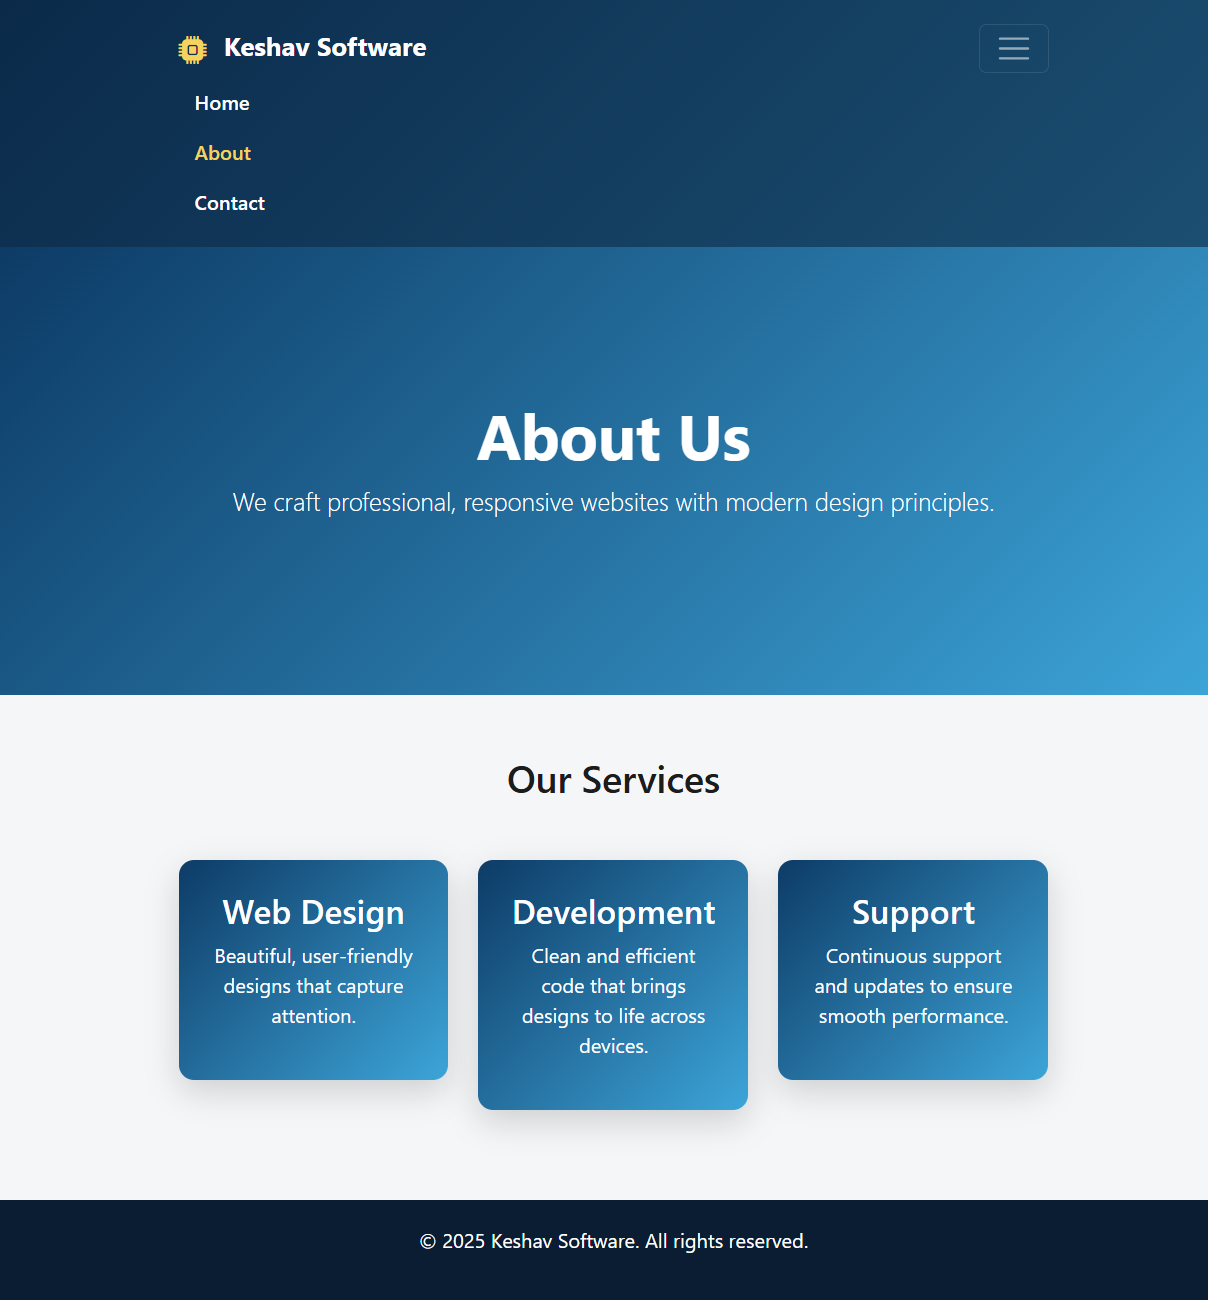 Keshav Software
Home
About
Contact
About Us
We craft professional, responsive websites with modern design principles.
Our Services
Web Design
Beautiful, user-friendly
designs that capture
attention.
Development
Clean and efficient
code that brings
designs to life across
devices.
Support
Continuous support
and updates to ensure
smooth performance.
© 2025 Keshav Software. All rights reserved.